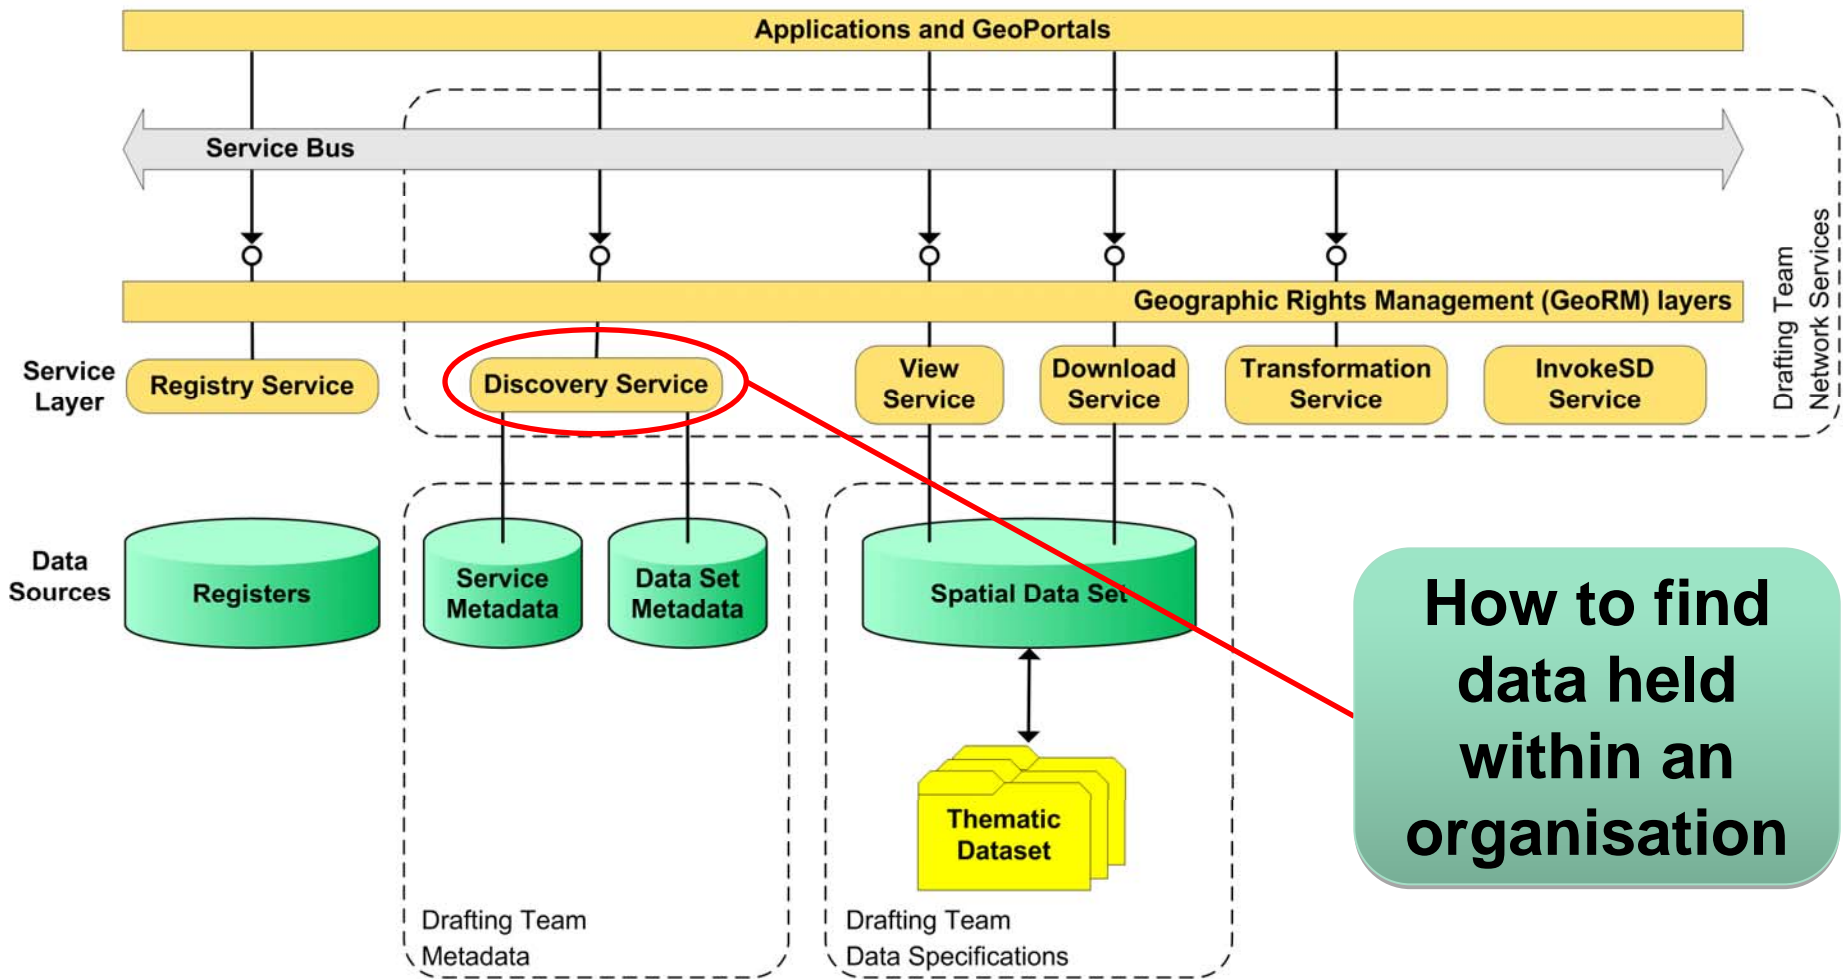 Applications and GeoPortals
Service Bus
Geographic Rights Management (GeoRM) layers
Drafting Team
Network Services
Service
Layer
Registry Service
Discovery Service
View
Service
Download
Service
Transformation
Service
InvokeSD
Service
Data
Sources
Registers
Service
Metadata
Data Set
Metadata
Spatial Data Set
Thematic
Dataset
Drafting Team
Metadata
Drafting Team
Data Specifications
How to find
data held
within an
organisation